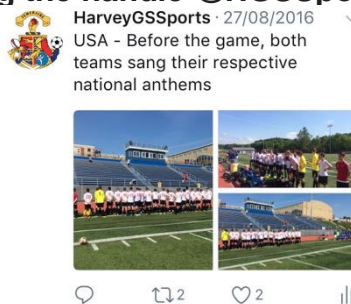 HarveyGSSports · 27/08/2016
USA - Before the game, both
teams sang their respective
national anthems
2
2